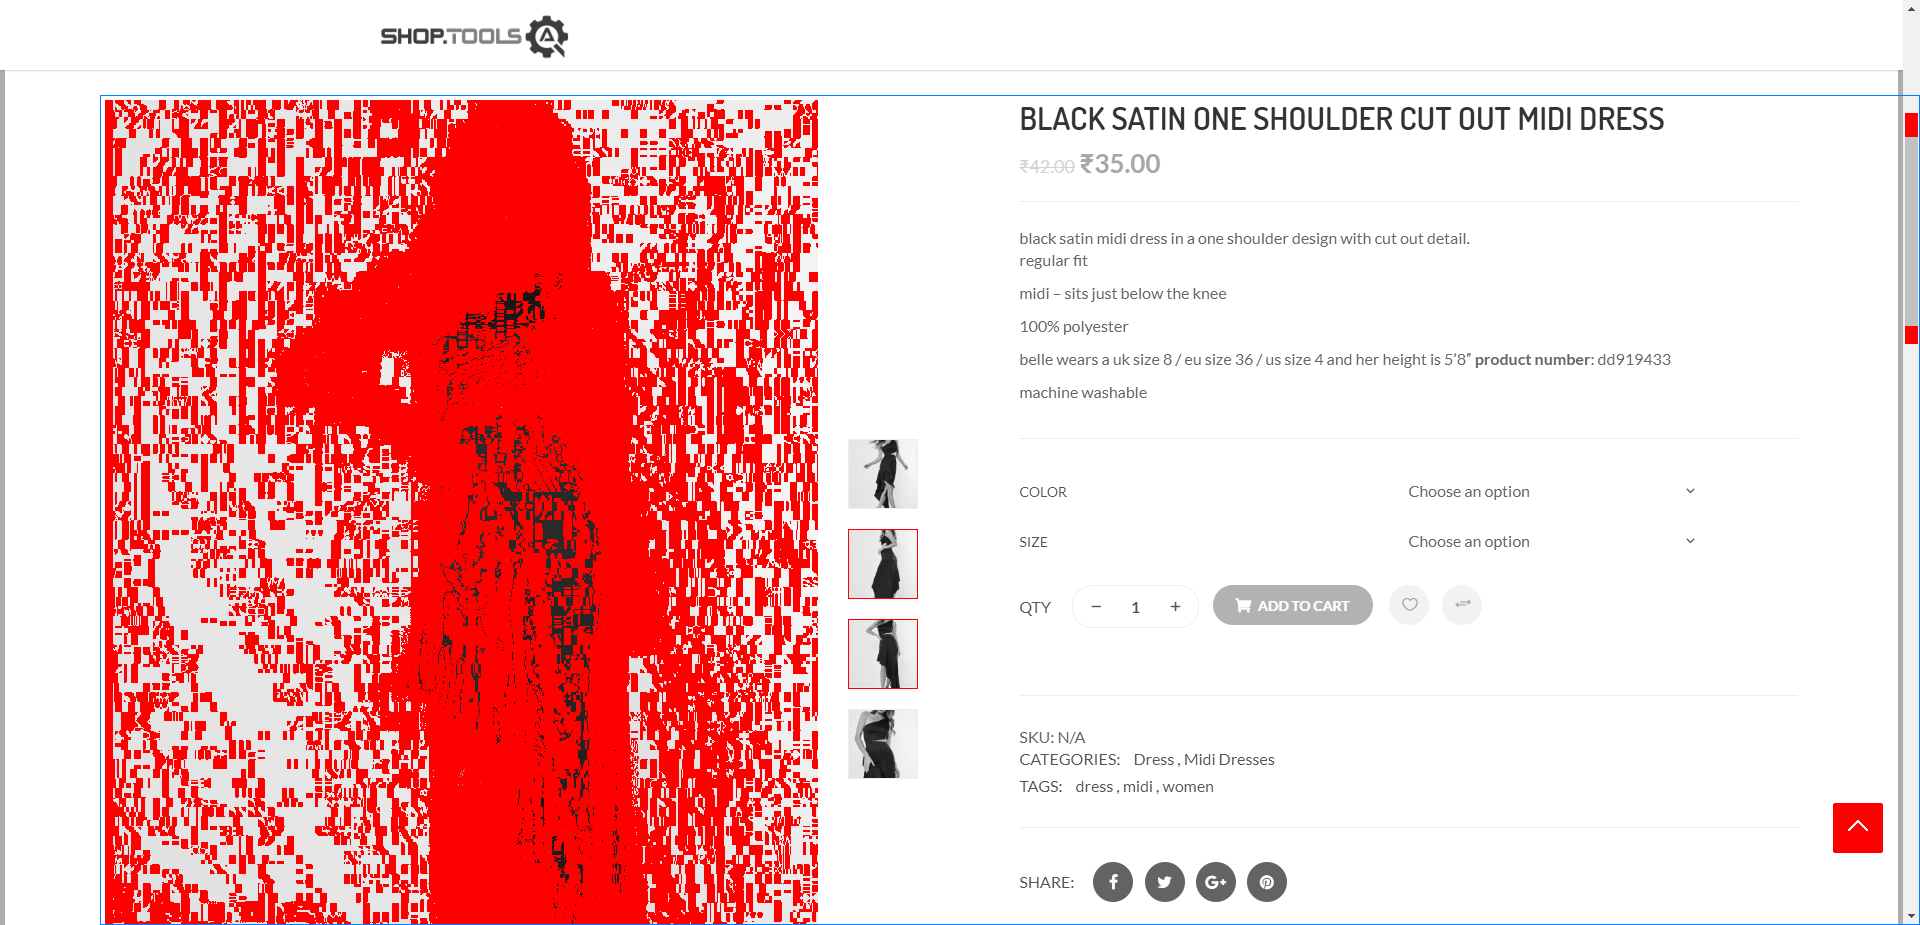 SHOP.TOOLS
BLACK SATIN ONE SHOULDER CUT OUT MIDI DRESS
₹42.00 ₹35.00
black satin midi dress in a one shoulder design with cut out detail.
regular fit
midi – sits just below the knee
100% polyester
belle wears a uk size 8 / eu size 36 / us size 4 and her height is 5’8” product number: dd919433
machine washable
COLOR Choose an option
SIZE Choose an option
QTY − 1 + ADD TO CART
SKU: N/A
CATEGORIES: Dress , Midi Dresses
TAGS: dress , midi , women
SHARE: